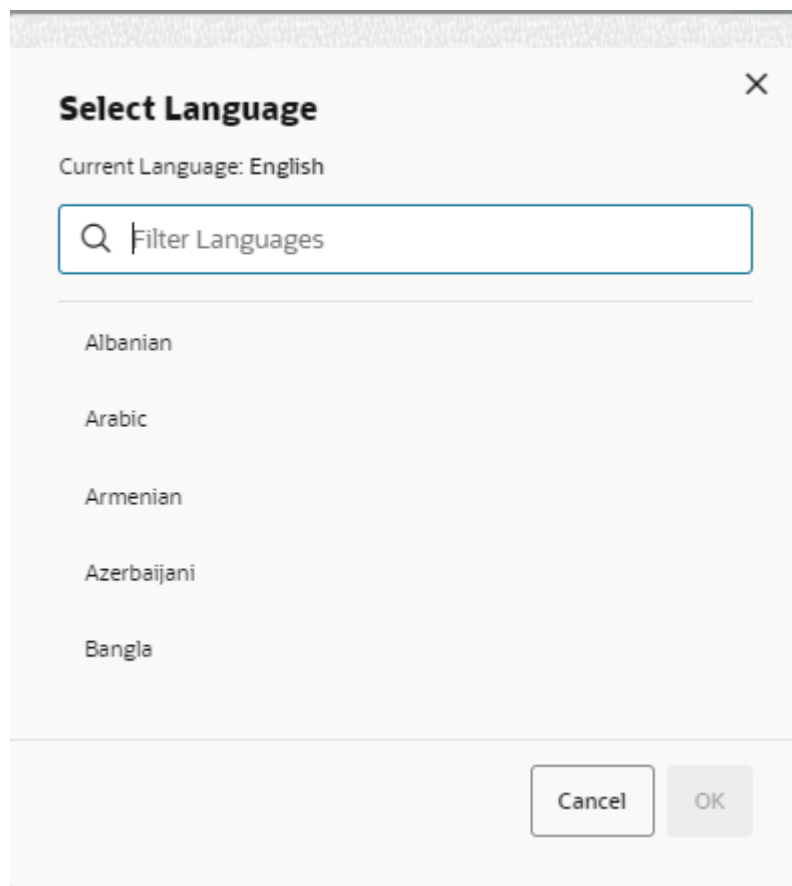 Select Language
Current Language: English
Filter Languages
Albanian
Arabic
Armenian
Azerbaijani
Bangla
Cancel OK